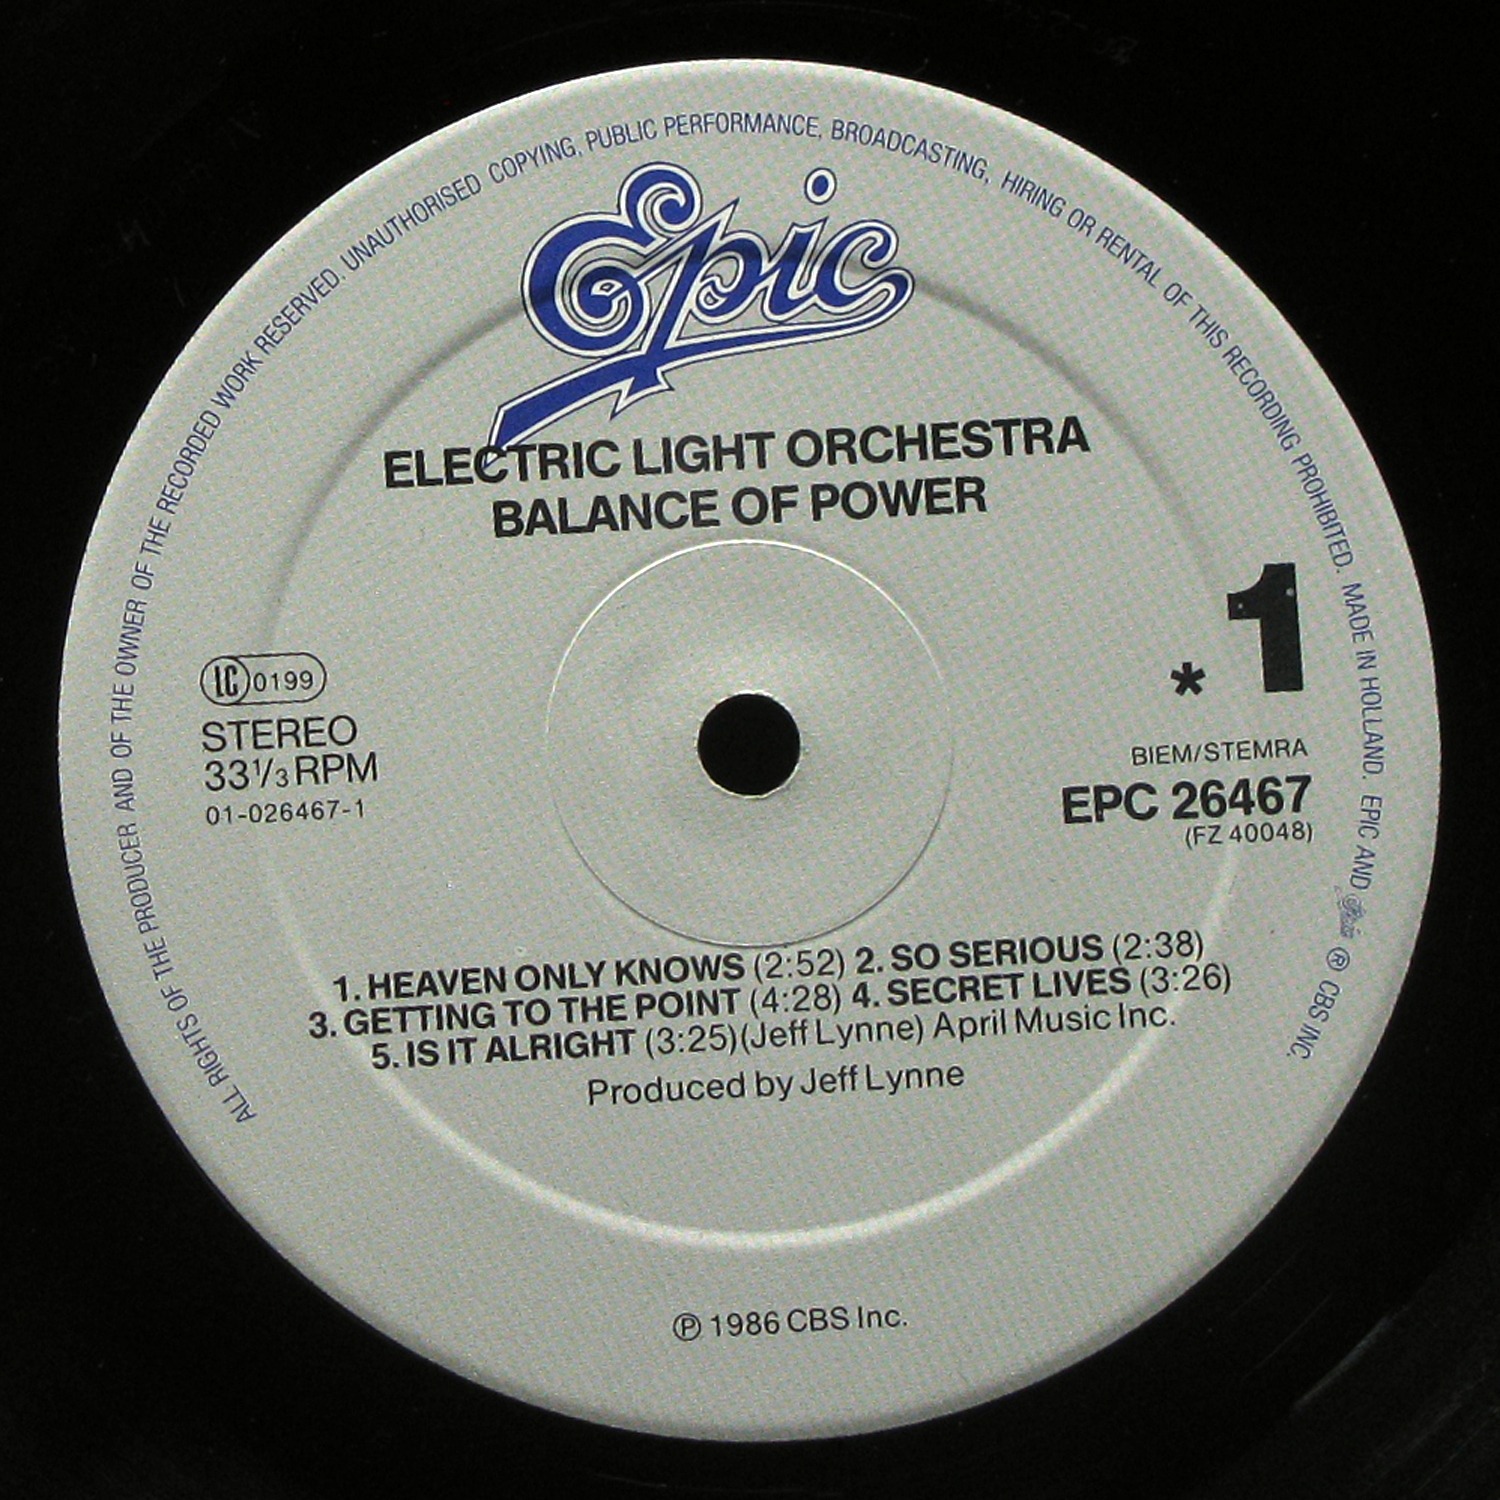 ALL RIGHTS OF THE PRODUCER AND OF THE OWNER OF THE RECORDED WORK RESERVED. UNAUTHORISED COPYING, PUBLIC PERFORMANCE, BROADCASTING, HIRING OR RENTAL OF THIS RECORDING PROHIBITED. MADE IN HOLLAND. EPIC AND Epic ® CBS INC.
Epic
ELECTRIC LIGHT ORCHESTRA
BALANCE OF POWER
* 1
LC 0199
STEREO
33 1/3 RPM
01-026467-1
BIEM/STEMRA
EPC 26467
(FZ 40048)
1. HEAVEN ONLY KNOWS (2:52) 2. SO SERIOUS (2:38)
3. GETTING TO THE POINT (4:28) 4. SECRET LIVES (3:26)
5. IS IT ALRIGHT (3:25)(Jeff Lynne) April Music Inc.
Produced by Jeff Lynne
℗ 1986 CBS Inc.